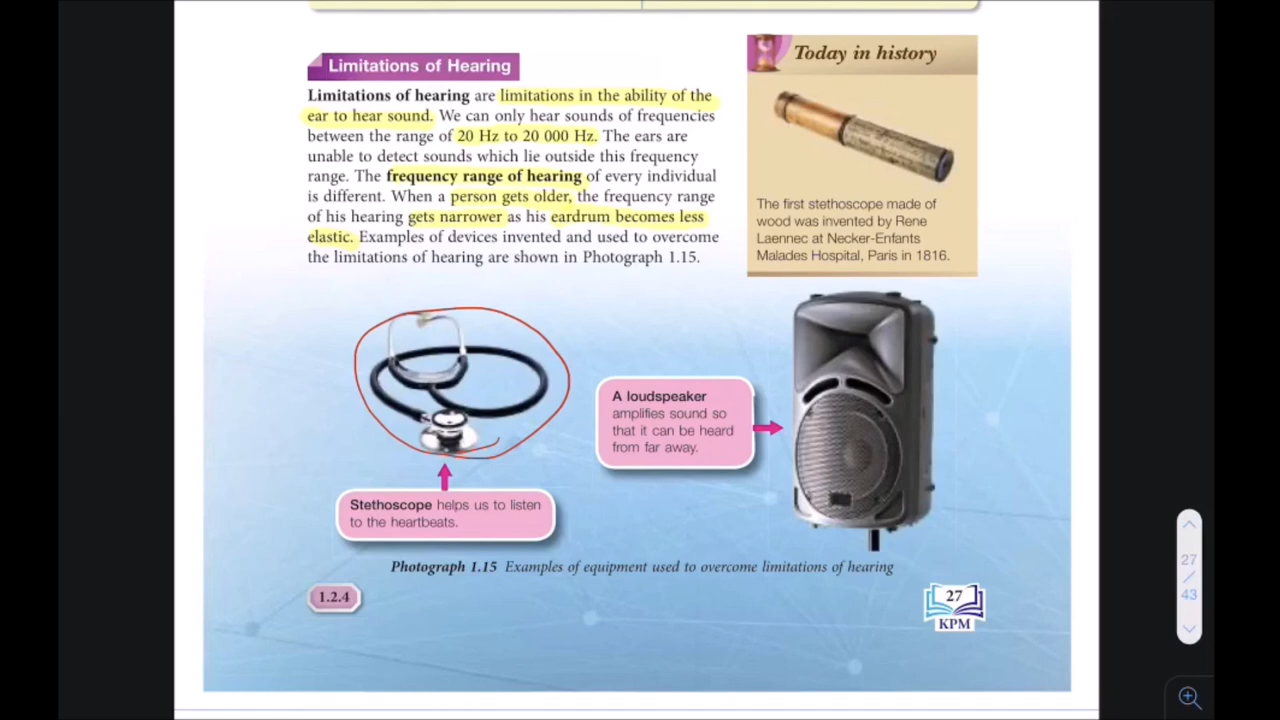 Limitations of Hearing
Limitations of hearing are limitations in the ability of the
ear to hear sound. We can only hear sounds of frequencies
between the range of 20 Hz to 20 000 Hz. The ears are
unable to detect sounds which lie outside this frequency
range. The frequency range of hearing of every individual
is different. When a person gets older, the frequency range
of his hearing gets narrower as his eardrum becomes less
elastic. Examples of devices invented and used to overcome
the limitations of hearing are shown in Photograph 1.15.
Today in history
The first stethoscope made of
wood was invented by Rene
Laennec at Necker-Enfants
Malades Hospital, Paris in 1816.
A loudspeaker
amplifies sound so
that it can be heard
from far away.
Stethoscope helps us to listen
to the heartbeats.
Photograph 1.15 Examples of equipment used to overcome limitations of hearing
1.2.4
27
KPM
27
/
43